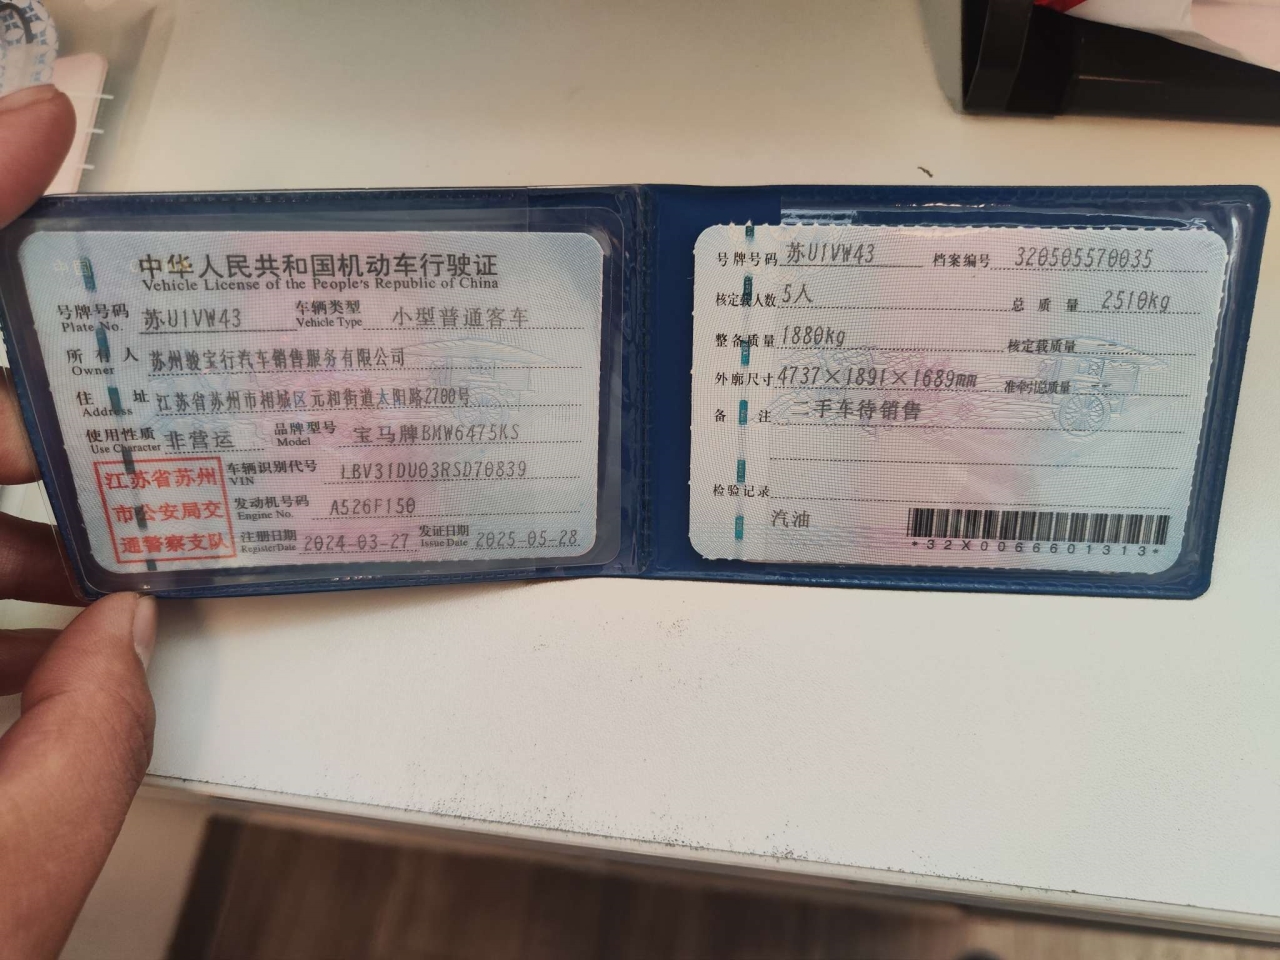 中华人民共和国机动车行驶证
Vehicle License of the People's Republic of China
号牌号码 苏U1VW43 车辆类型 小型普通客车
Plate No. Vehicle Type
所有人 苏州骏宝行汽车销售服务有限公司
Owner
住址 江苏省苏州市相城区元和街道太阳路2700号
Address
使用性质 非营运 品牌型号 宝马牌BMW6475KS
Use Character Model
江苏省苏州
市公安局交
通警察支队
车辆识别代号 LBV31DU03RSD70839
VIN
发动机号码 A526F150
Engine No.
注册日期 2024-03-27 发证日期 2025-05-28
Register Date Issue Date
号牌号码 苏U1VW43 档案编号 320505570035
核定载人数 5人 总质量 2510kg
整备质量 1880kg 核定载质量 --
外廓尺寸 4737×1891×1689mm 准牵引总质量 --
备注 二手车待销售
检验记录
汽油
*32X0066601313*